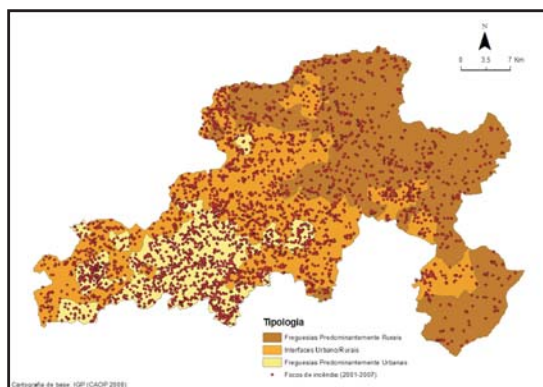 N
0 3.5 7 Km
Tipologia
Freguesias Predominantemente Rurais
Interfaces Urbano/Rurais
Freguesias Predominantemente Urbanas
Focos de incêndio (2001-2007)
Cartografia de base: IGP (CAOP 2008)